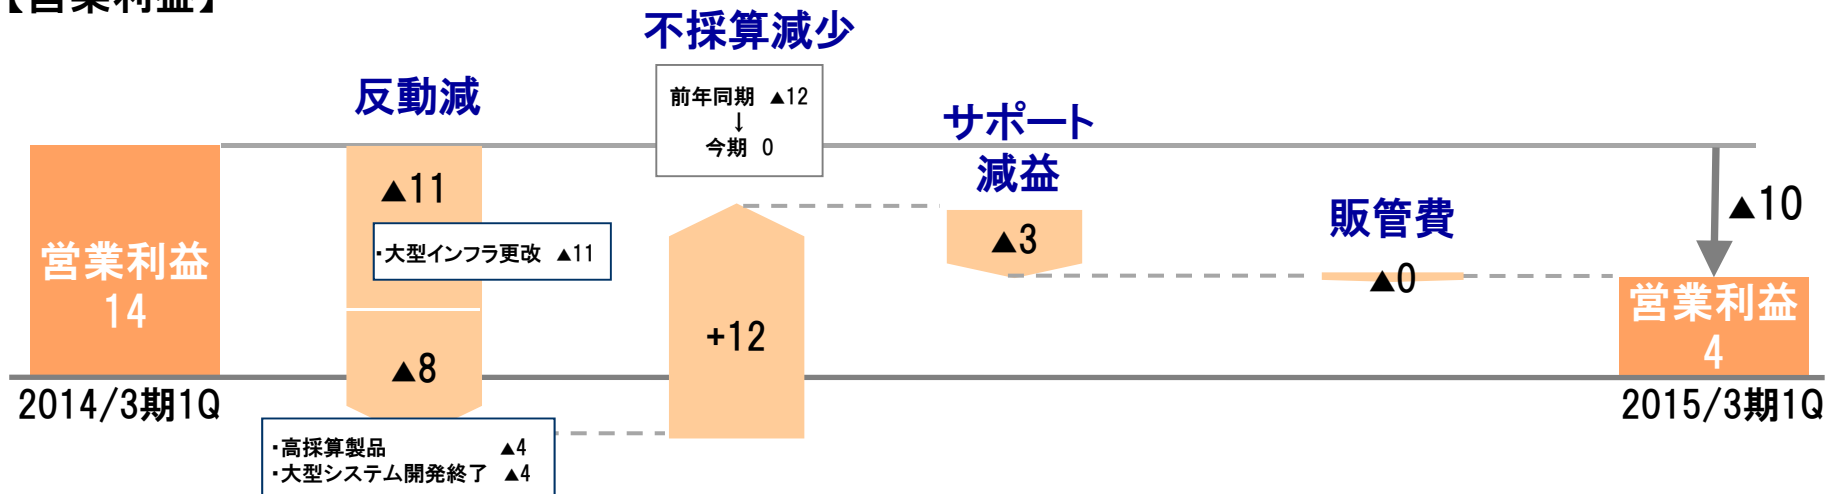 【営業利益】
不採算減少
前年同期 ▲12
↓
今期 0
反動減
▲11
・大型インフラ更改 ▲11
▲8
・高採算製品 ▲4
・大型システム開発終了 ▲4
+12
サポート
減益
▲3
販管費
▲0
▲10
営業利益
14
2014/3期1Q
営業利益
4
2015/3期1Q